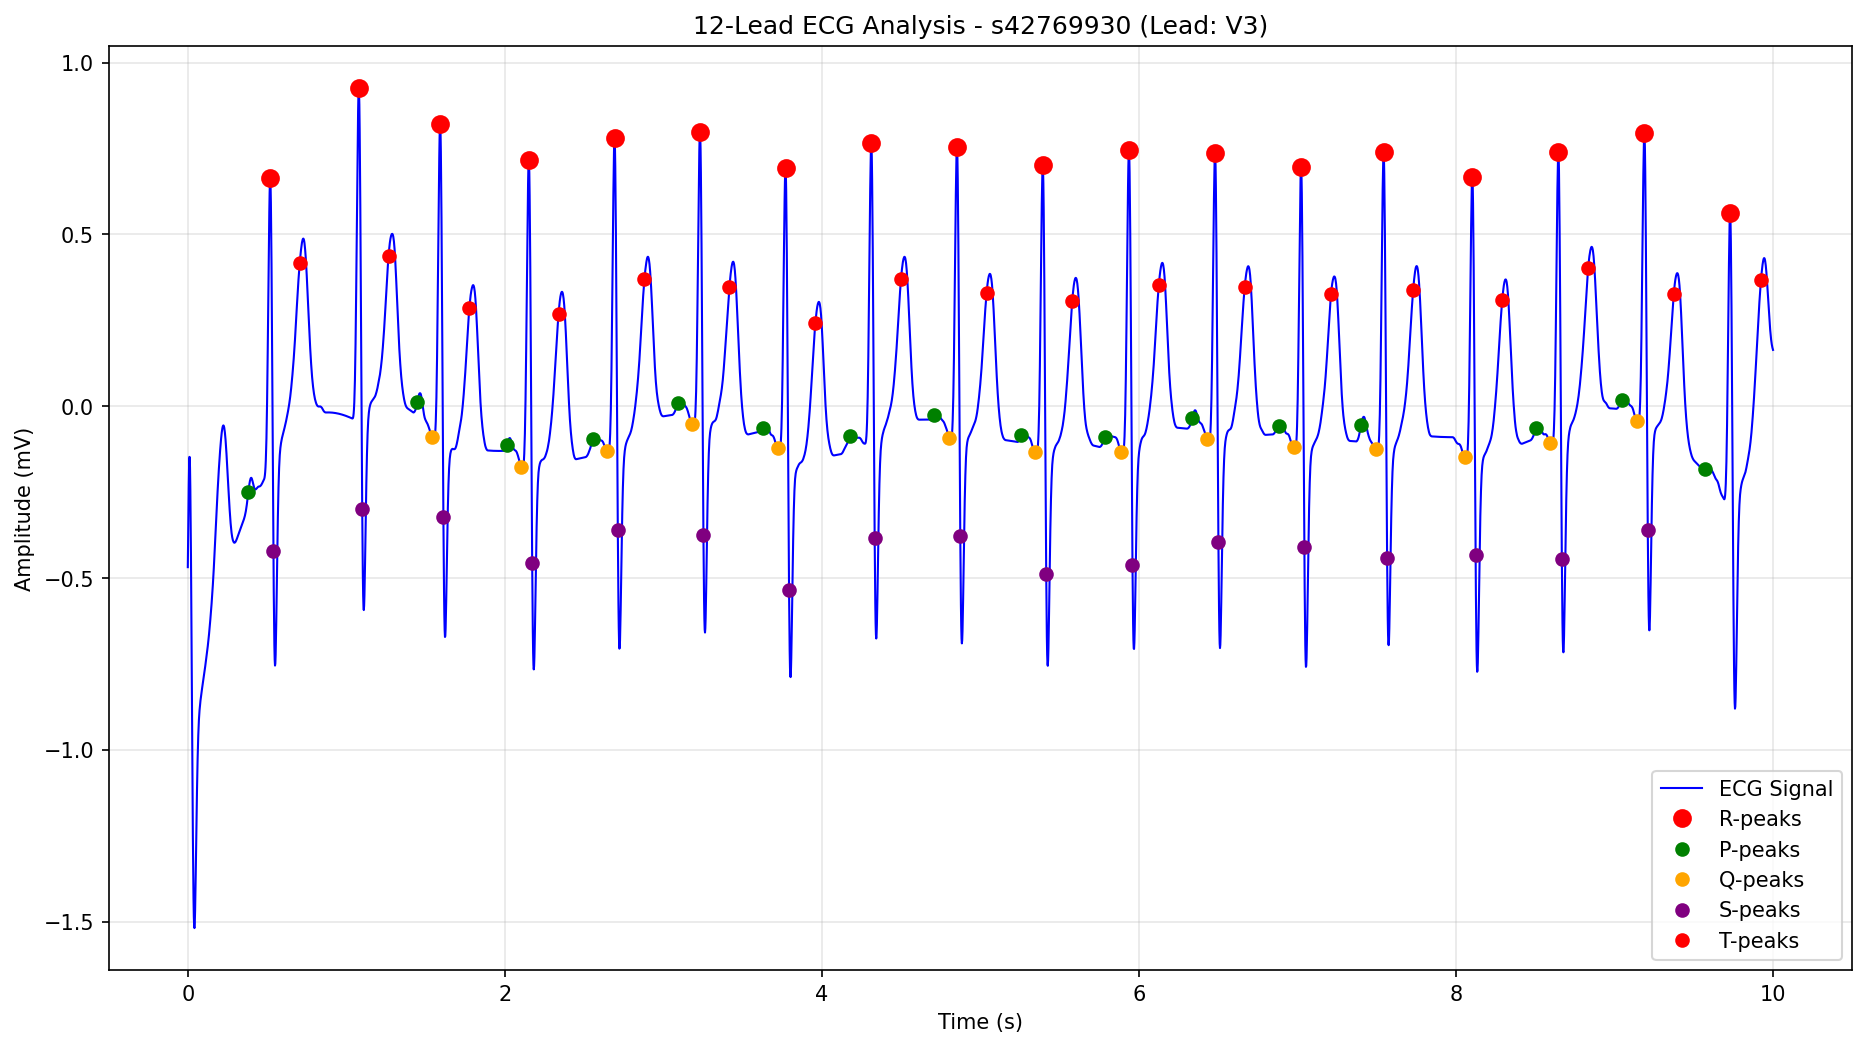 12-Lead ECG Analysis - s42769930 (Lead: V3)
Amplitude (mV)
1.0
0.5
0.0
−0.5
−1.0
−1.5
0
2
4
6
8
10
Time (s)
ECG Signal
R-peaks
P-peaks
Q-peaks
S-peaks
T-peaks